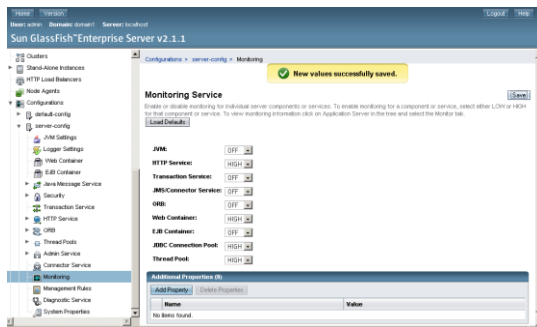 Home Version
Logout Help
User: admin Domain: domain1 Server: localhost
Sun GlassFish™ Enterprise Server v2.1.1
Clusters
Stand-Alone Instances
HTTP Load Balancers
Node Agents
Configurations
default-config
server-config
JVM Settings
Logger Settings
Web Container
EJB Container
Java Message Service
Security
Transaction Service
HTTP Service
ORB
Thread Pools
Admin Service
Connector Service
Monitoring
Management Rules
Diagnostic Service
System Properties
Configurations > server-config > Monitoring
New values successfully saved.
Monitoring Service
Save
Enable or disable monitoring for individual server components or services. To enable monitoring for a component or service, select either LOW or HIGH
for that component or service. To view monitoring information click on Application Server in the tree and select the Monitor tab.
Load Defaults
JVM: OFF
HTTP Service: HIGH
Transaction Service: OFF
JMS/Connector Service: OFF
ORB: OFF
Web Container: HIGH
EJB Container: OFF
JDBC Connection Pool: HIGH
Thread Pool: HIGH
Additional Properties (0)
Add Property Delete Properties
Name Value
No items found.